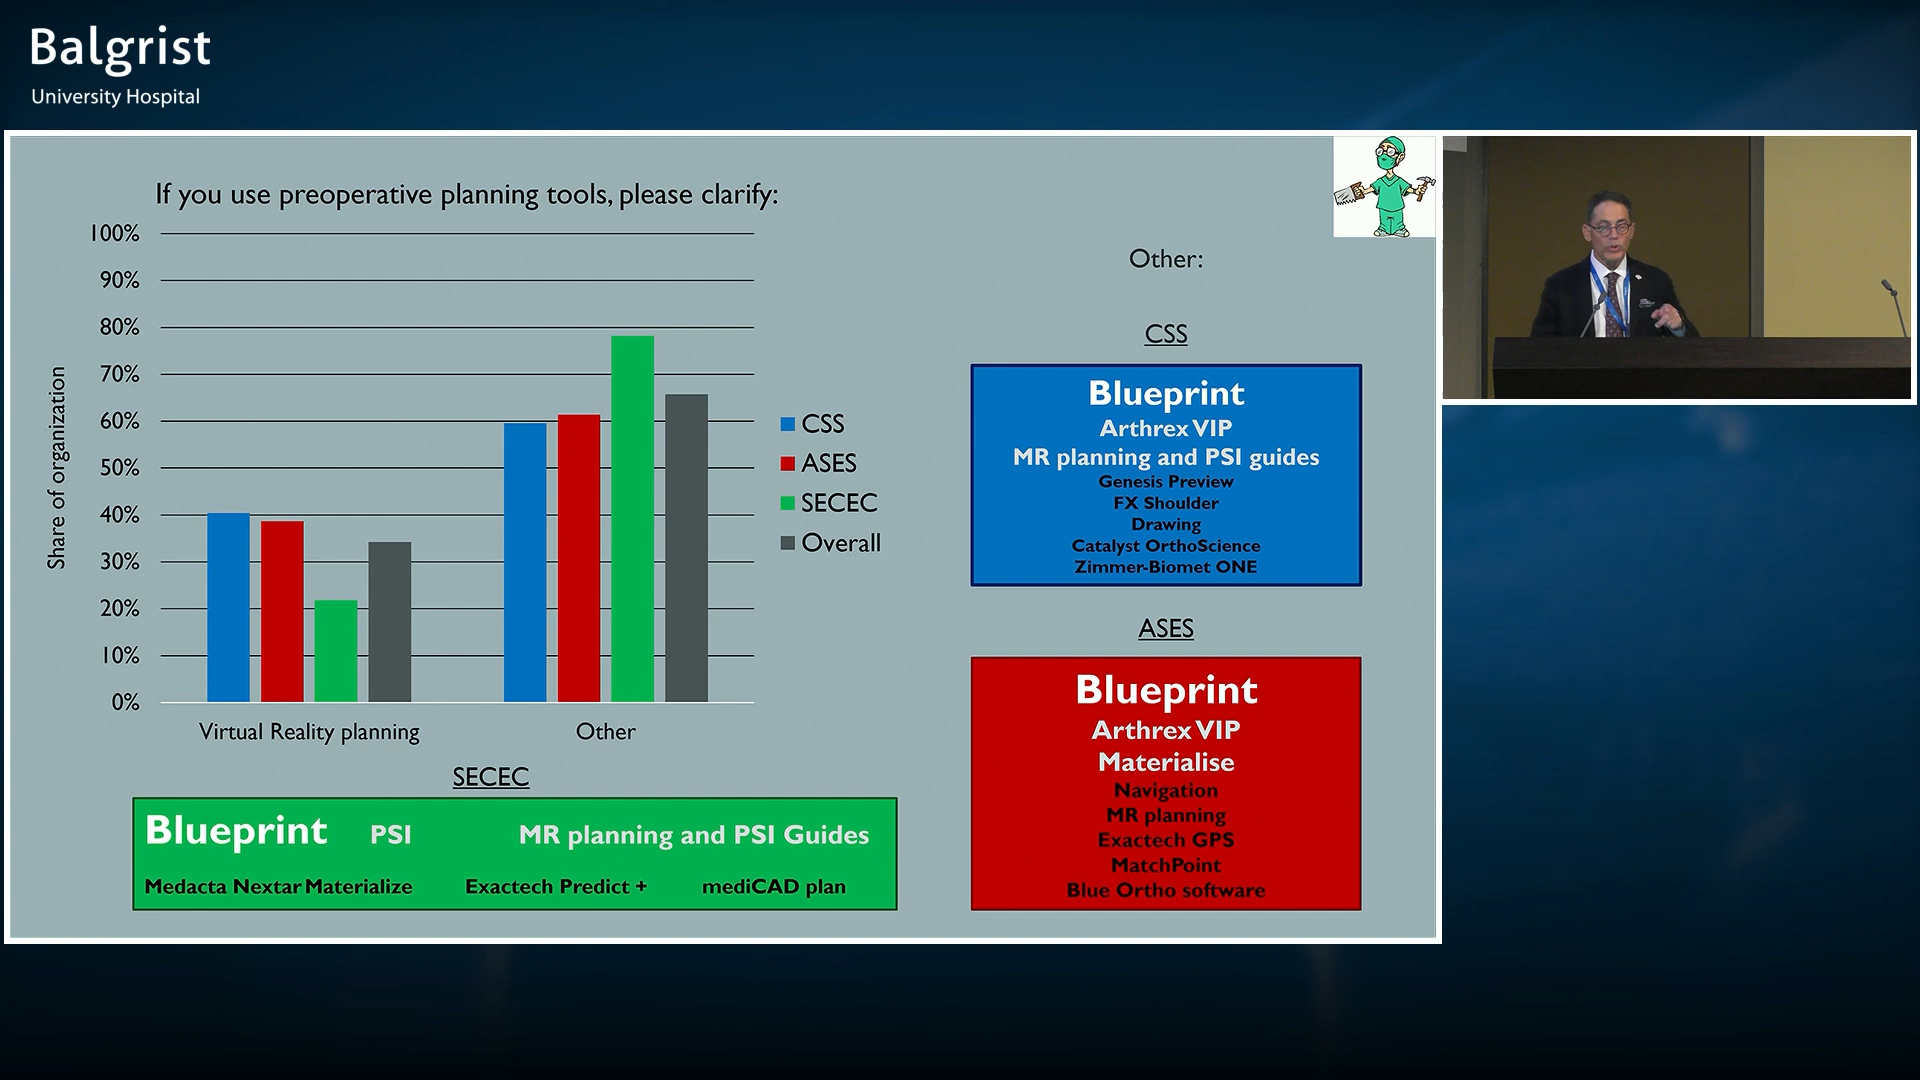 Balgrist
University Hospital
If you use preoperative planning tools, please clarify:
100%
90%
80%
70%
60%
50%
40%
30%
20%
10%
0%
Share of organization
Virtual Reality planning
Other
CSS
ASES
SECEC
Overall
SECEC
Blueprint PSI MR planning and PSI Guides
Medacta Nextar Materialize Exactech Predict + mediCAD plan
Other:
CSS
Blueprint
Arthrex VIP
MR planning and PSI guides
Genesis Preview
FX Shoulder
Drawing
Catalyst OrthoScience
Zimmer-Biomet ONE
ASES
Blueprint
Arthrex VIP
Materialise
Navigation
MR planning
Exactech GPS
MatchPoint
Blue Ortho software